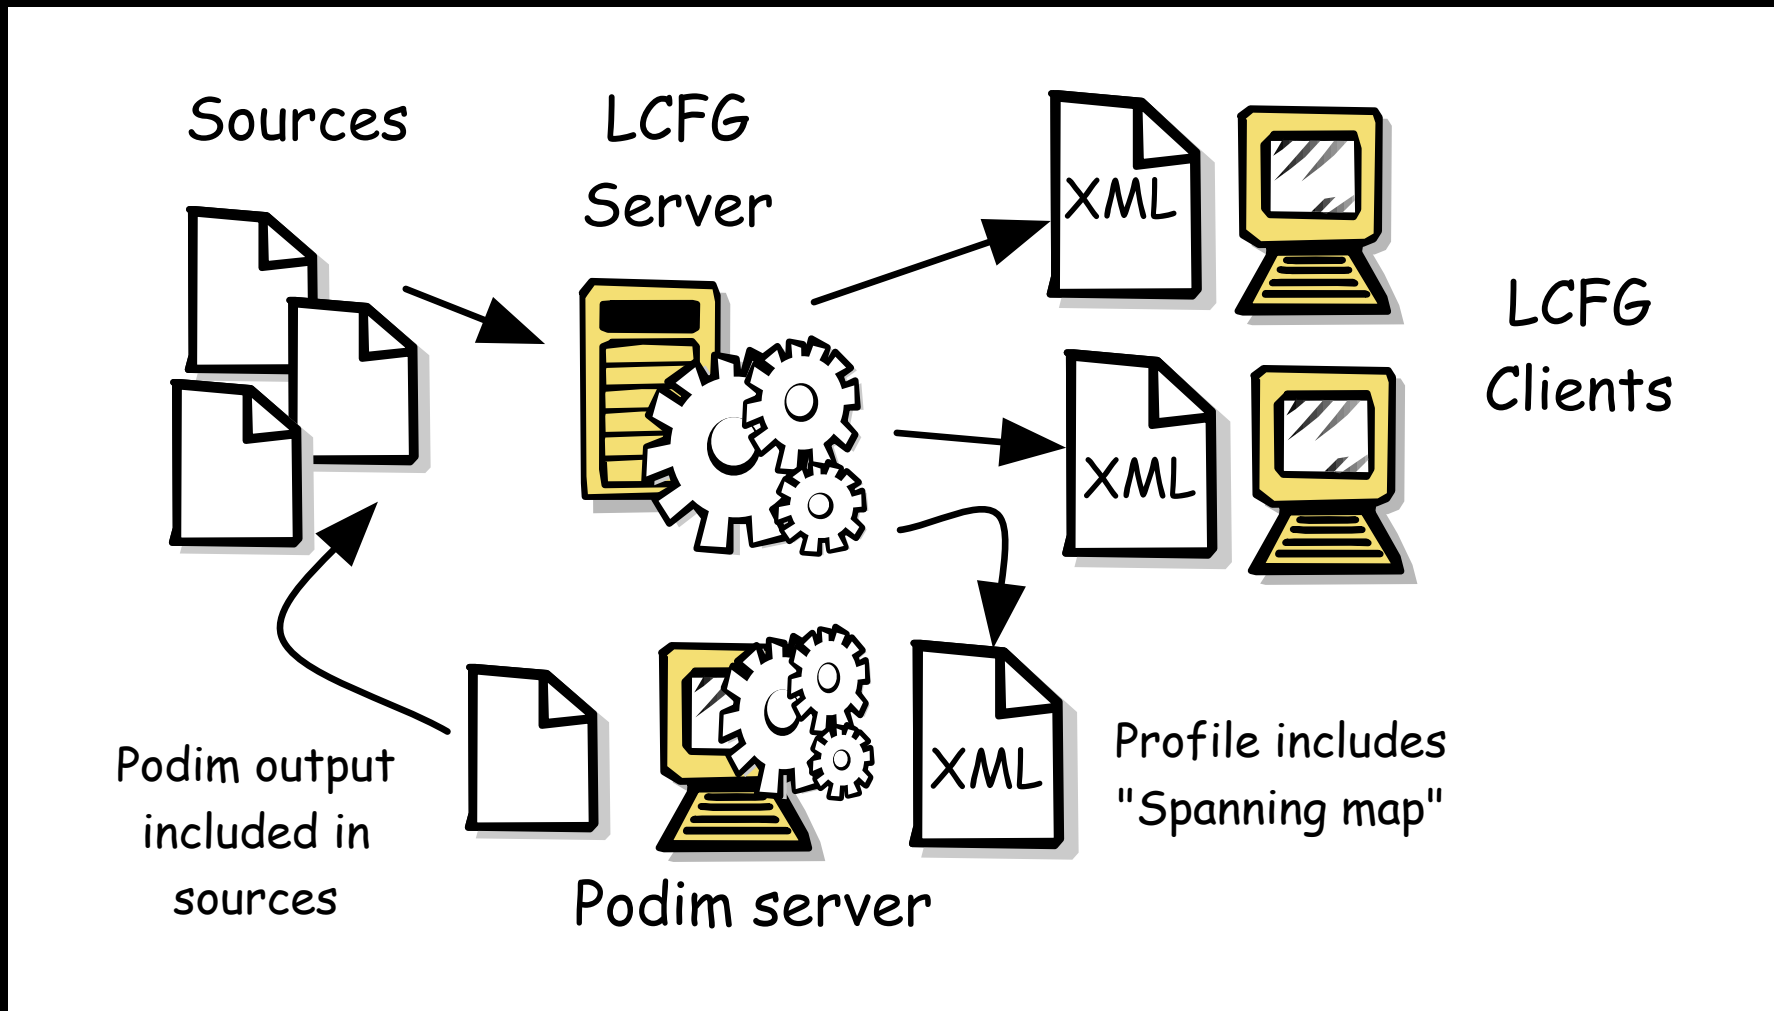 Sources
LCFG
Server
XML
LCFG
Clients
XML
XML
Profile includes
"Spanning map"
Podim output
included in
sources
Podim server